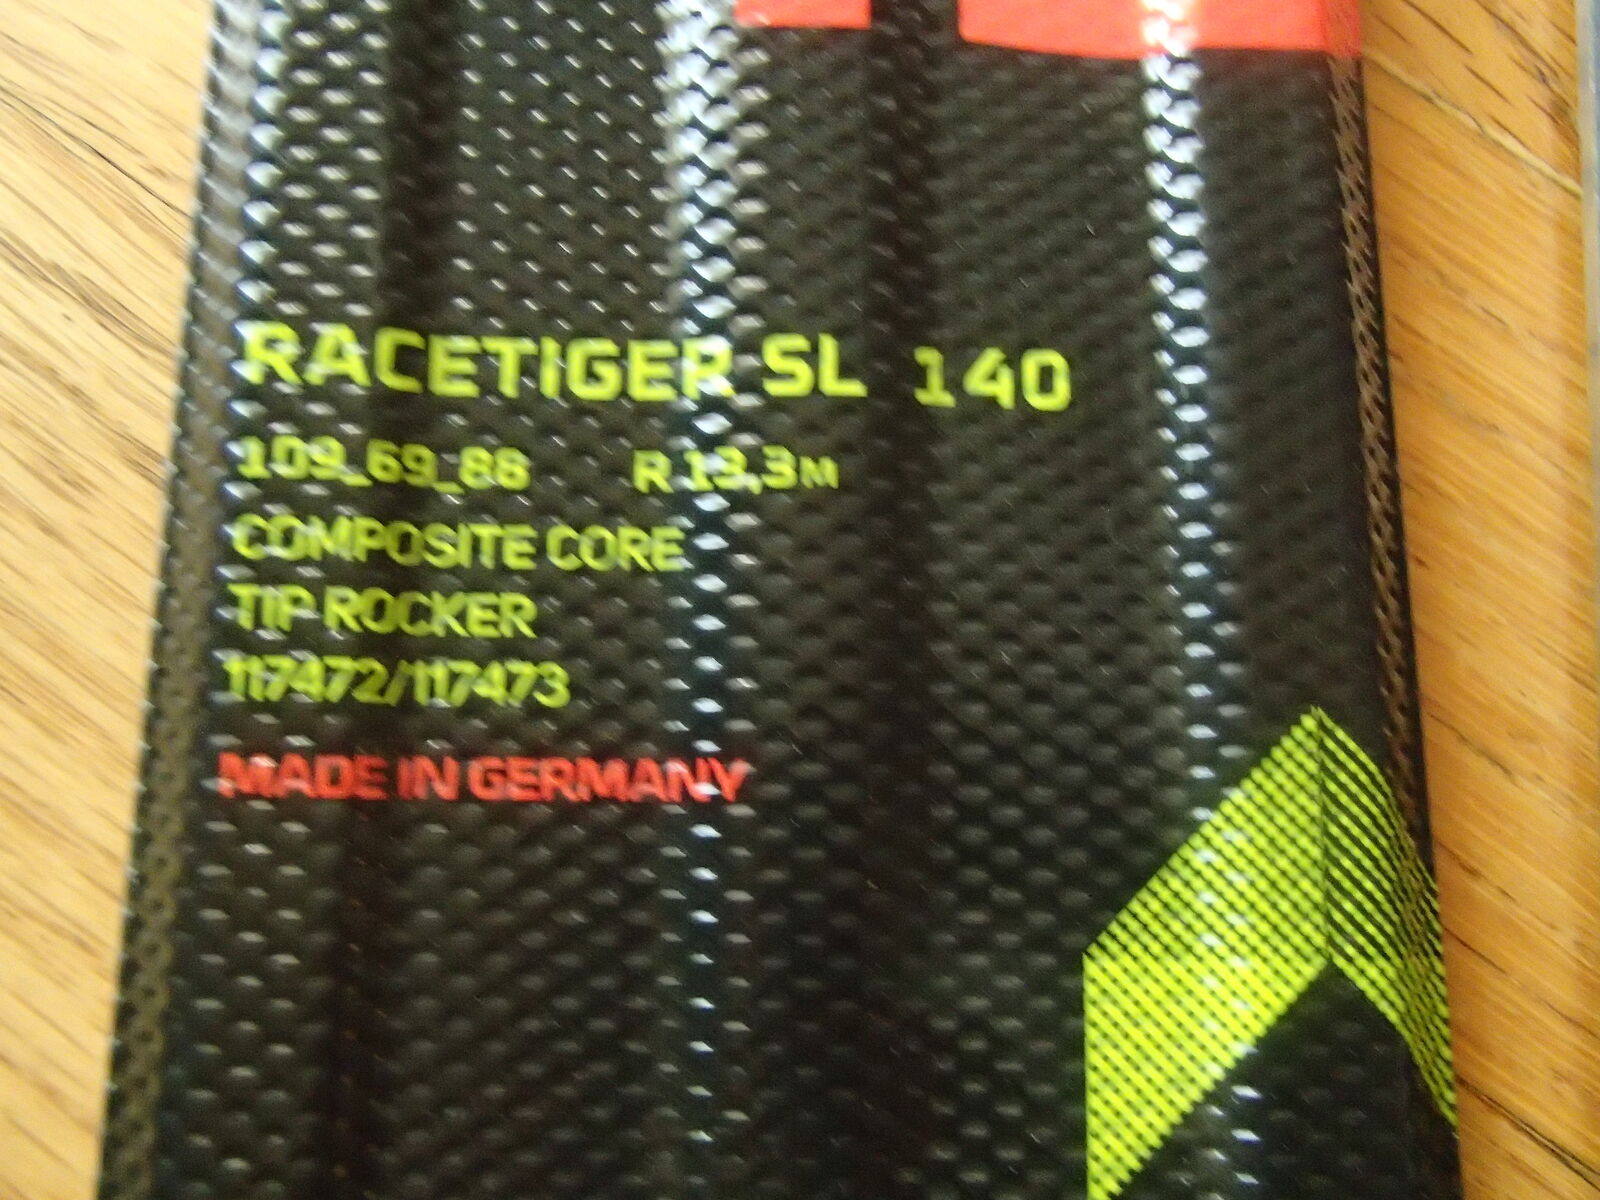 RACETIGER SL 140
109_69_88 R 13,3M
COMPOSITE CORE
TIP ROCKER
117472/117473
MADE IN GERMANY